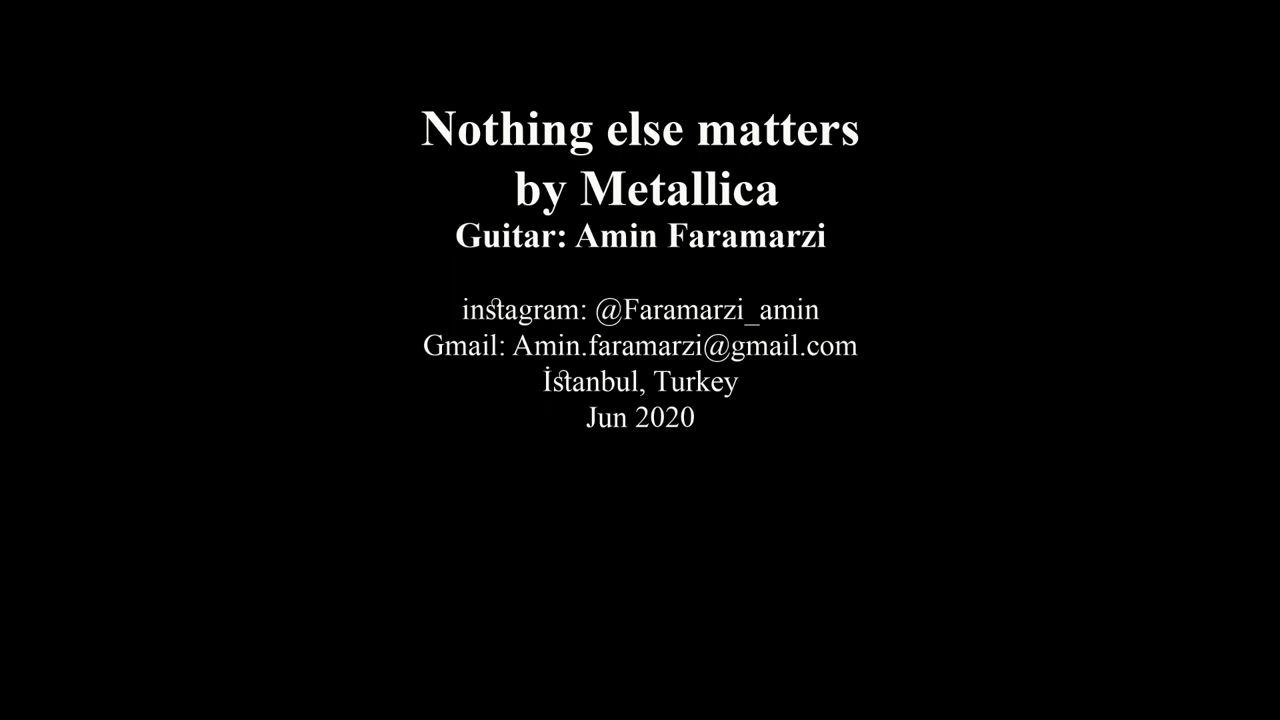 Nothing else matters
by Metallica
Guitar: Amin Faramarzi
instagram: @Faramarzi_amin
Gmail: Amin.faramarzi@gmail.com
İstanbul, Turkey
Jun 2020